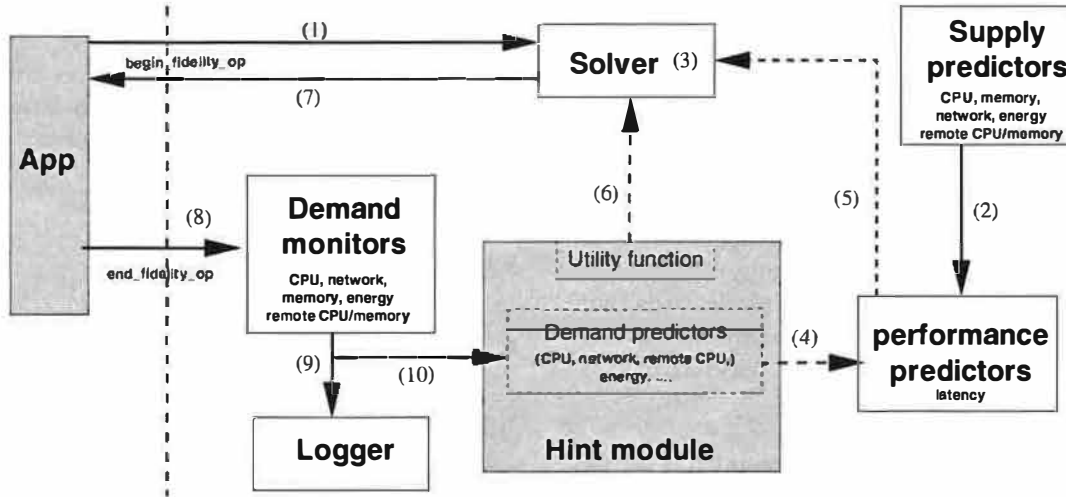 (1)
begin_fidelity_op
(7)
App
Solver (3)
Supply
predictors
CPU, memory,
network, energy
remote CPU/memory
(8)
end_fidelity_op
Demand
monitors
CPU, network,
memory, energy
remote CPU/memory
(6)
(5)
(2)
Utility function
Demand predictors
(CPU, network, remote CPU,)
energy, ....
(4)
performance
predictors
latency
(9)
(10)
Logger
Hint module